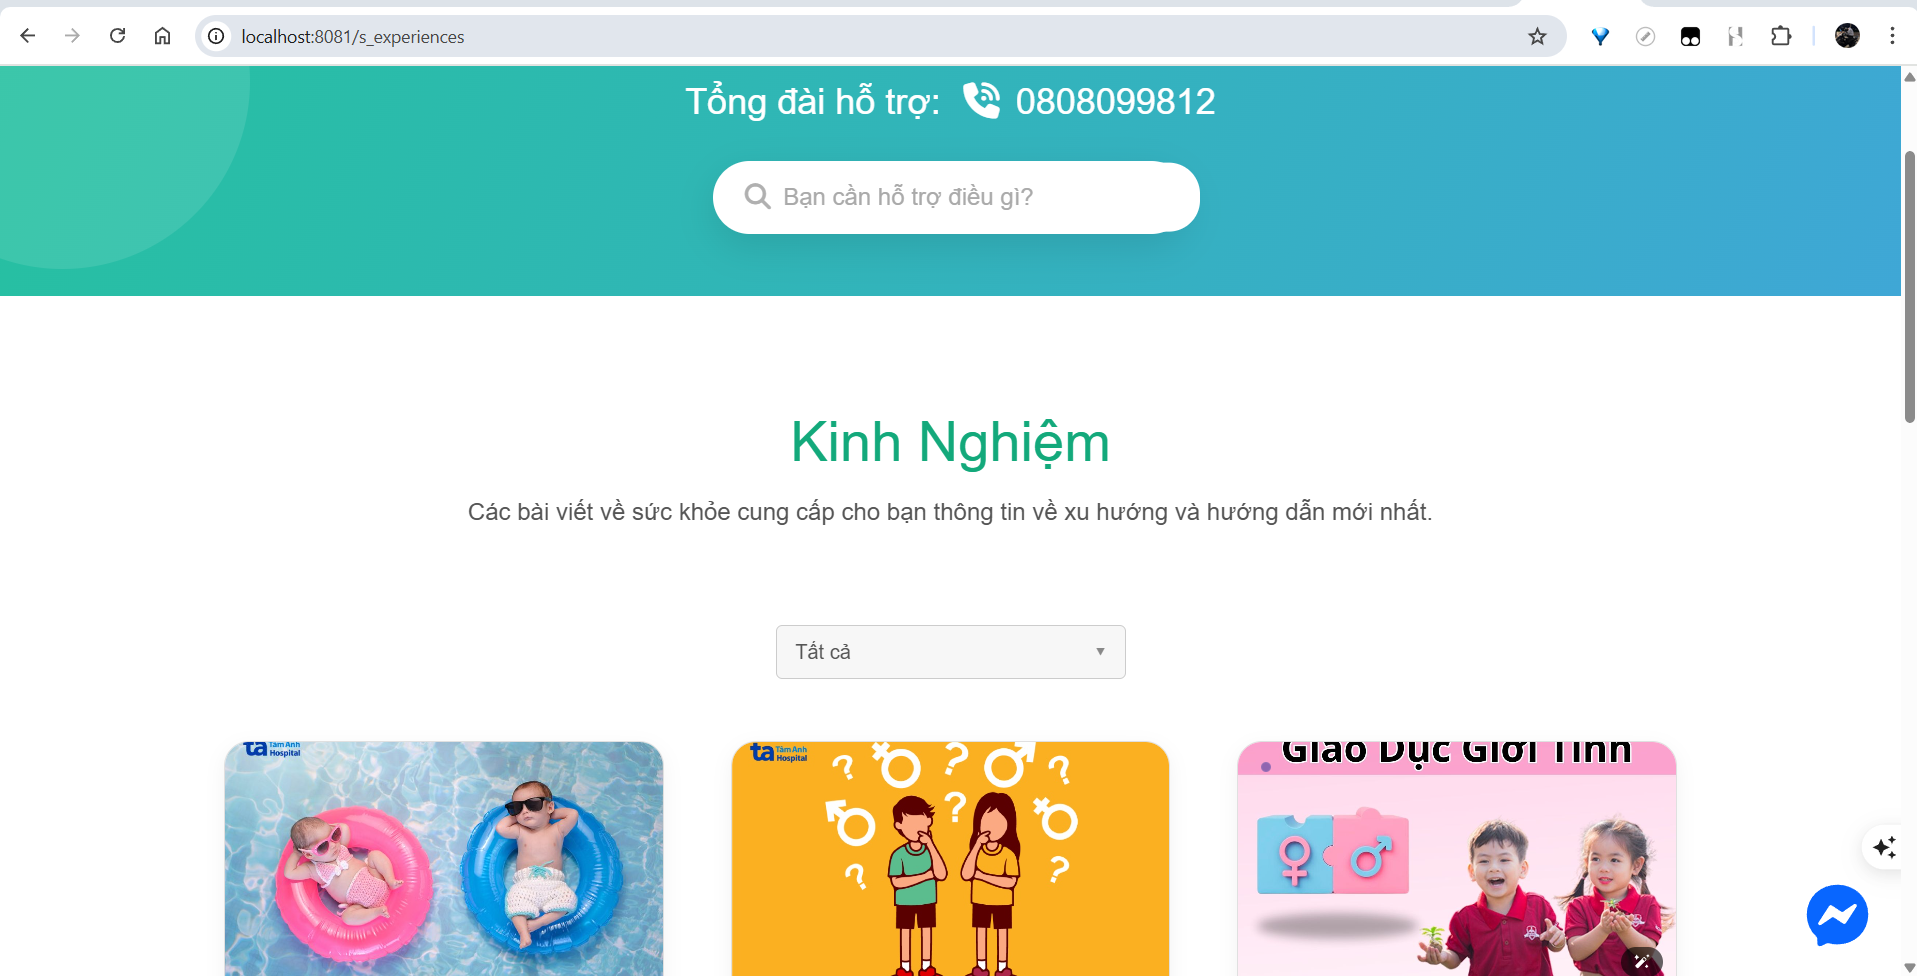 localhost:8081/s_experiences
Tổng đài hỗ trợ: 0808099812
Bạn cần hỗ trợ điều gì?
Kinh Nghiệm
Các bài viết về sức khỏe cung cấp cho bạn thông tin về xu hướng và hướng dẫn mới nhất.
Tất cả
ta Tâm Anh
Hospital
ta Tâm Anh
Hospital
? ? ? ? ? ?
Giáo Dục Giới Tính